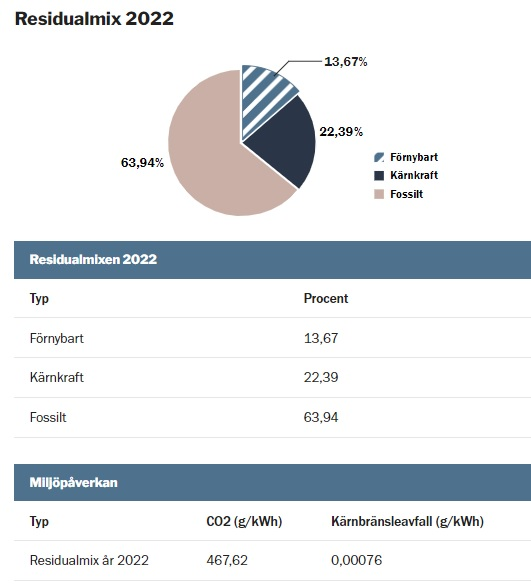 Residualmix 2022
13,67%
22,39%
63,94%
Förnybart
Kärnkraft
Fossilt
Residualmixen 2022
Typ Procent
Förnybart 13,67
Kärnkraft 22,39
Fossilt 63,94
Miljöpåverkan
Typ CO2 (g/kWh) Kärnbränsleavfall (g/kWh)
Residualmix år 2022 467,62 0,00076